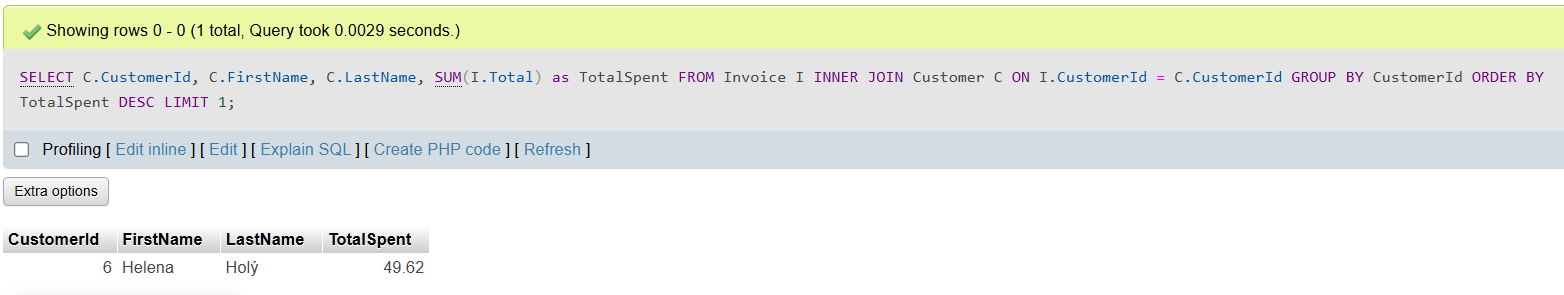 Showing rows 0 - 0 (1 total, Query took 0.0029 seconds.)
SELECT C.CustomerId, C.FirstName, C.LastName, SUM(I.Total) as TotalSpent FROM Invoice I INNER JOIN Customer C ON I.CustomerId = C.CustomerId GROUP BY CustomerId ORDER BY
TotalSpent DESC LIMIT 1;
Profiling [ Edit inline ] [ Edit ] [ Explain SQL ] [ Create PHP code ] [ Refresh ]
Extra options
CustomerId FirstName LastName TotalSpent
6 Helena Holý 49.62